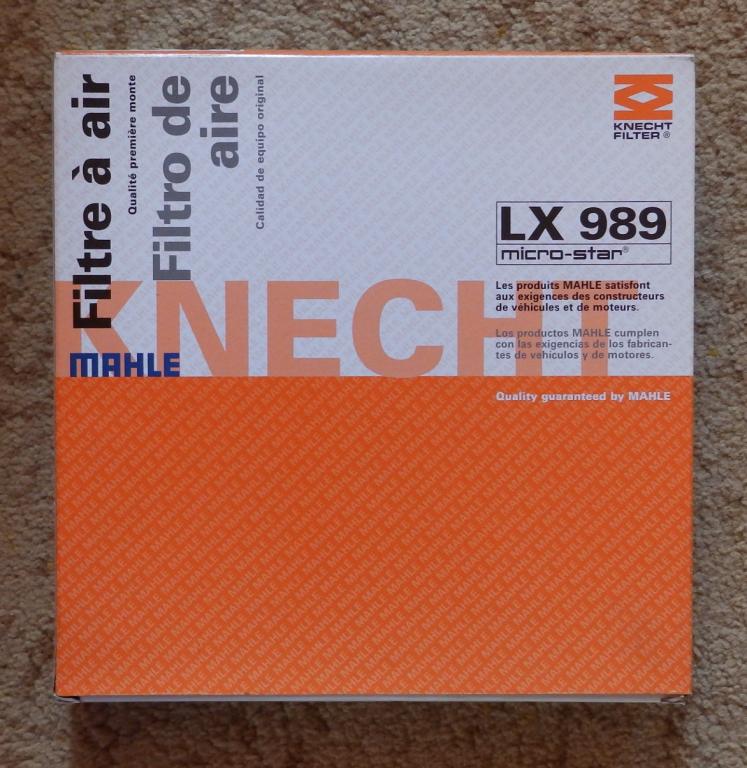 Filtre à air
Qualité première monte
Filtro de
aire
Calidad de equipo original
KNECHT
FILTER®
LX 989
micro-star®
Les produits MAHLE satisfont
aux exigences des constructeurs
de véhicules et de moteurs.
Los productos MAHLE cumplen
con las exigencias de los fabrican-
tes de vehículos y de motores.
KNECHT
MAHLE
Quality guaranteed by MAHLE